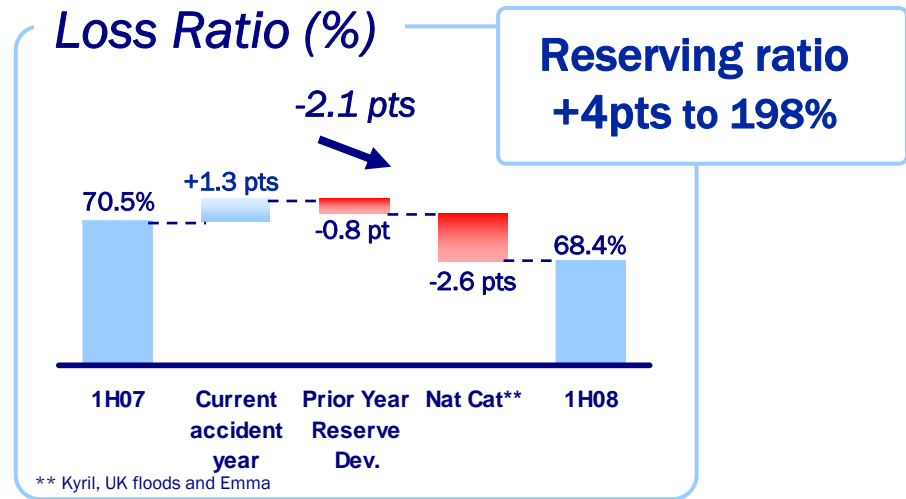 Loss Ratio (%)
Reserving ratio
+4pts to 198%
-2.1 pts
+1.3 pts
70.5%
-0.8 pt
68.4%
-2.6 pts
1H07
Current
accident
year
Prior Year
Reserve
Dev.
Nat Cat**
1H08
** Kyril, UK floods and Emma